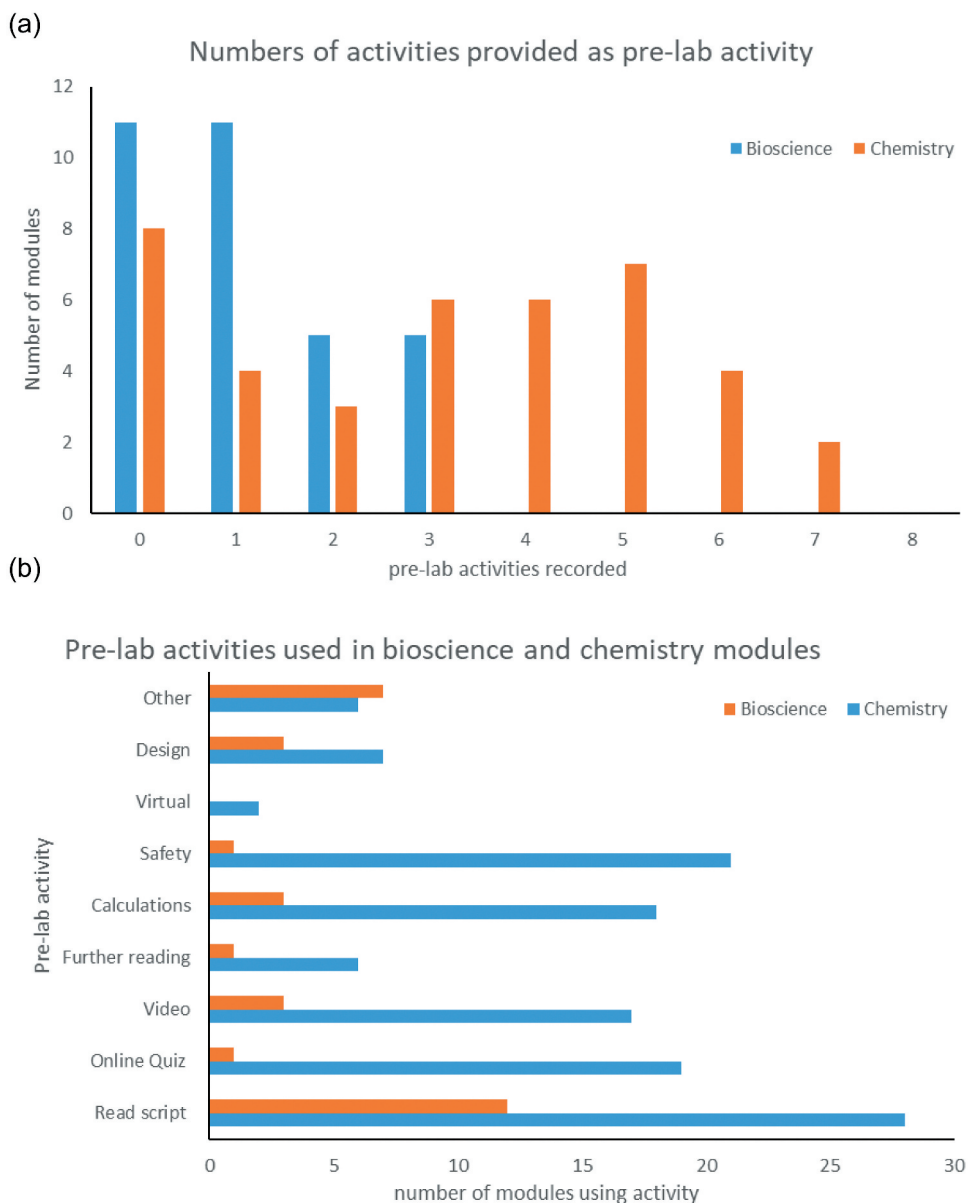 (a)
Numbers of activities provided as pre-lab activity
12
10
8
6
4
2
0
Number of modules
Bioscience Chemistry
0 1 2 3 4 5 6 7 8
pre-lab activities recorded
(b)
Pre-lab activities used in bioscience and chemistry modules
Bioscience Chemistry
Pre-lab activity
Other
Design
Virtual
Safety
Calculations
Further reading
Video
Online Quiz
Read script
0 5 10 15 20 25 30
number of modules using activity